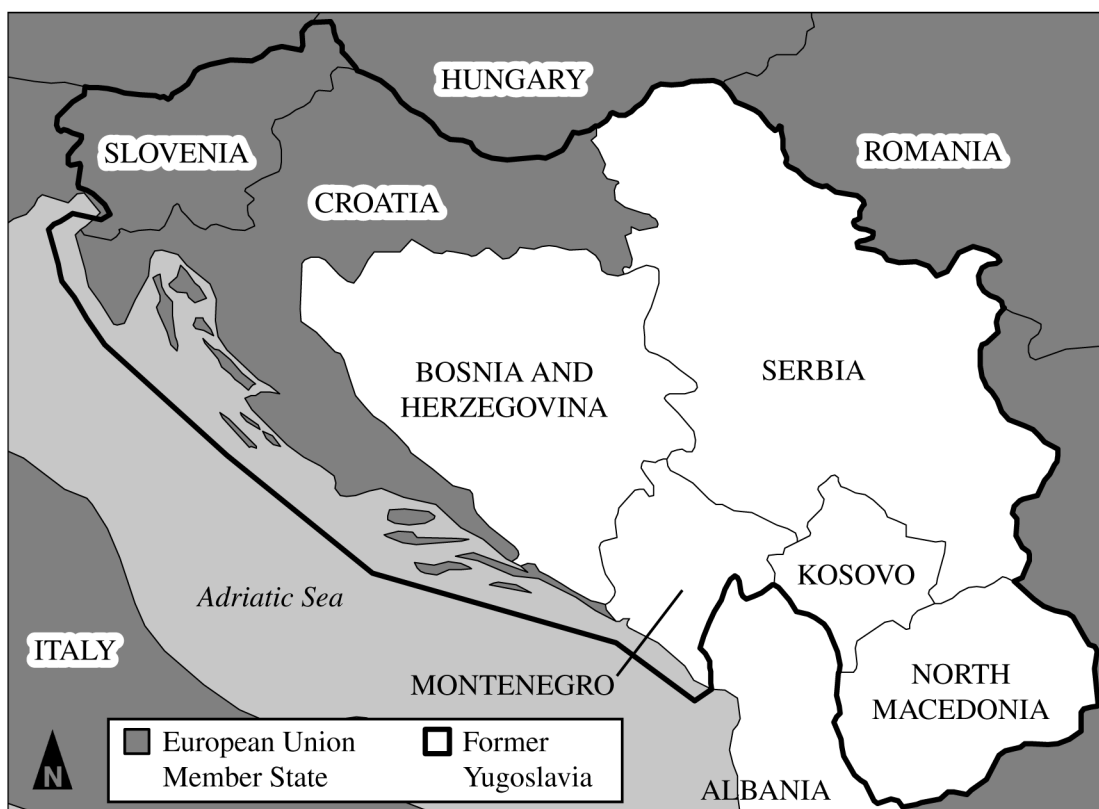 HUNGARY
SLOVENIA
ROMANIA
CROATIA
BOSNIA AND
HERZEGOVINA
SERBIA
KOSOVO
Adriatic Sea
ITALY
MONTENEGRO
NORTH
MACEDONIA
ALBANIA
European Union
Member State
Former
Yugoslavia
N